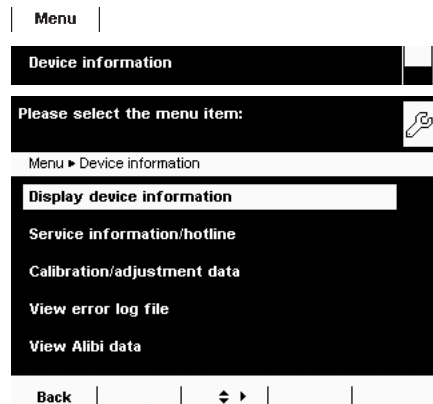 Menu
Device information
Please select the menu item:
Menu ▸ Device information
Display device information
Service information/hotline
Calibration/adjustment data
View error log file
View Alibi data
Back